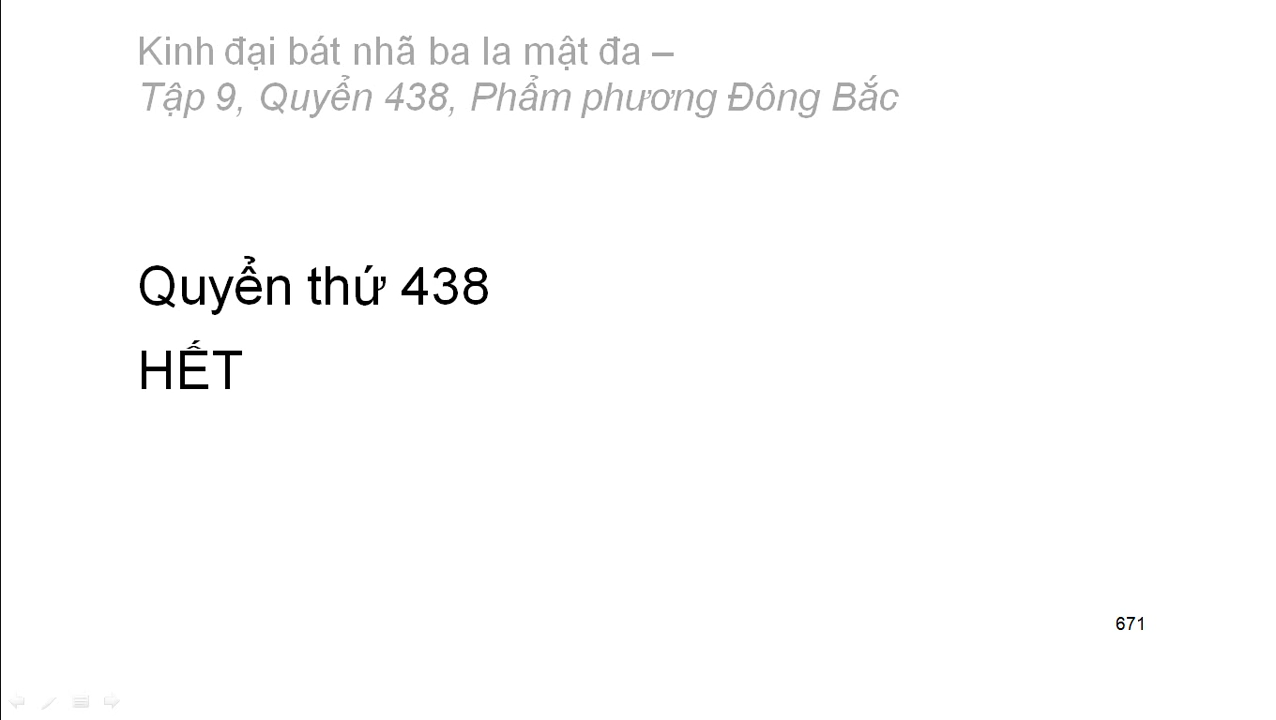 Kinh đại bát nhã ba la mật đa –
Tập 9, Quyển 438, Phẩm phương Đông Bắc
Quyển thứ 438
HẾT
671